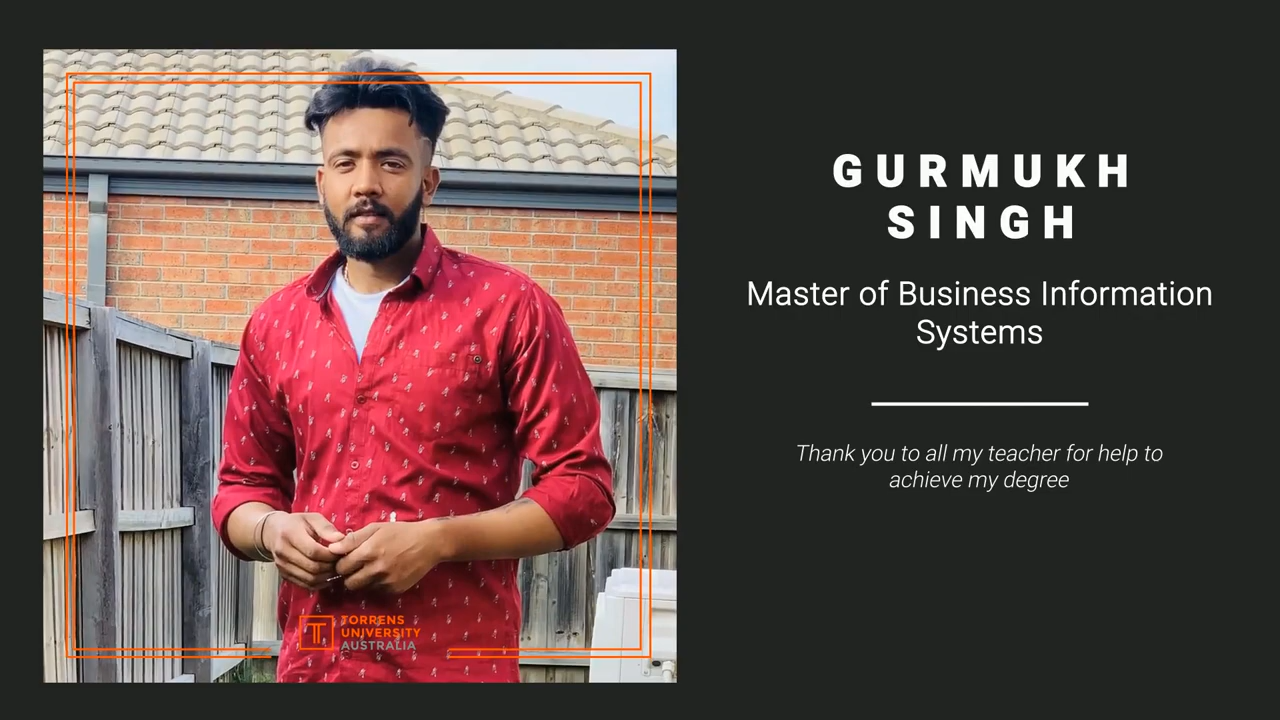 GURMUKH
SINGH
Master of Business Information
Systems
Thank you to all my teacher for help to
achieve my degree
TORRENS
UNIVERSITY
AUSTRALIA